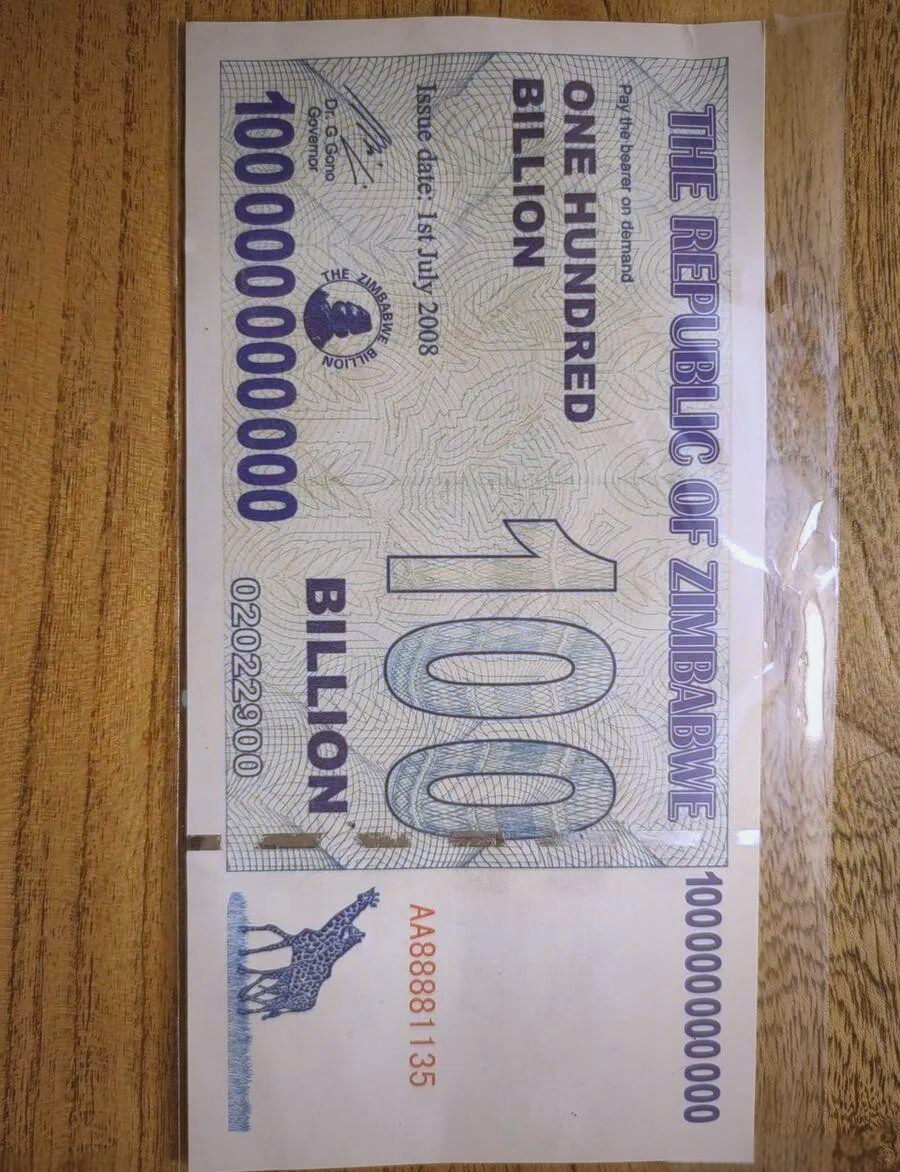 THE REPUBLIC OF ZIMBABWE
100000000000
Pay the bearer on demand
ONE HUNDRED
BILLION
100
Issue date: 1st July 2008
AA88881135
Dr. G Gono
Governor
THE ZIMBABWE BILLION
BILLION
100000000000
02022900